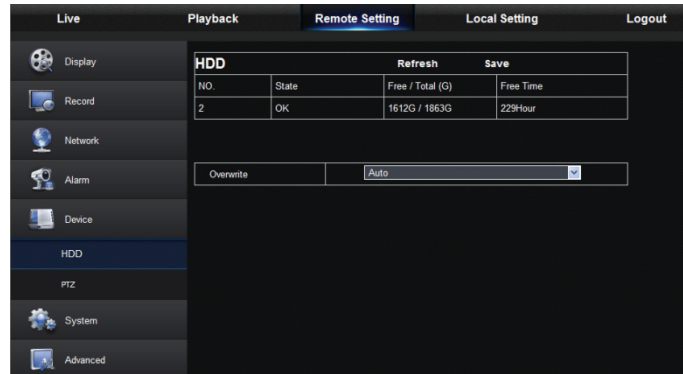 Live Playback Remote Setting Local Setting Logout
Display
Record
Network
Alarm
Device
HDD
PTZ
System
Advanced
HDD Refresh Save
NO. State Free / Total (G) Free Time
2 OK 1612G / 1863G 229Hour
Overwrite Auto